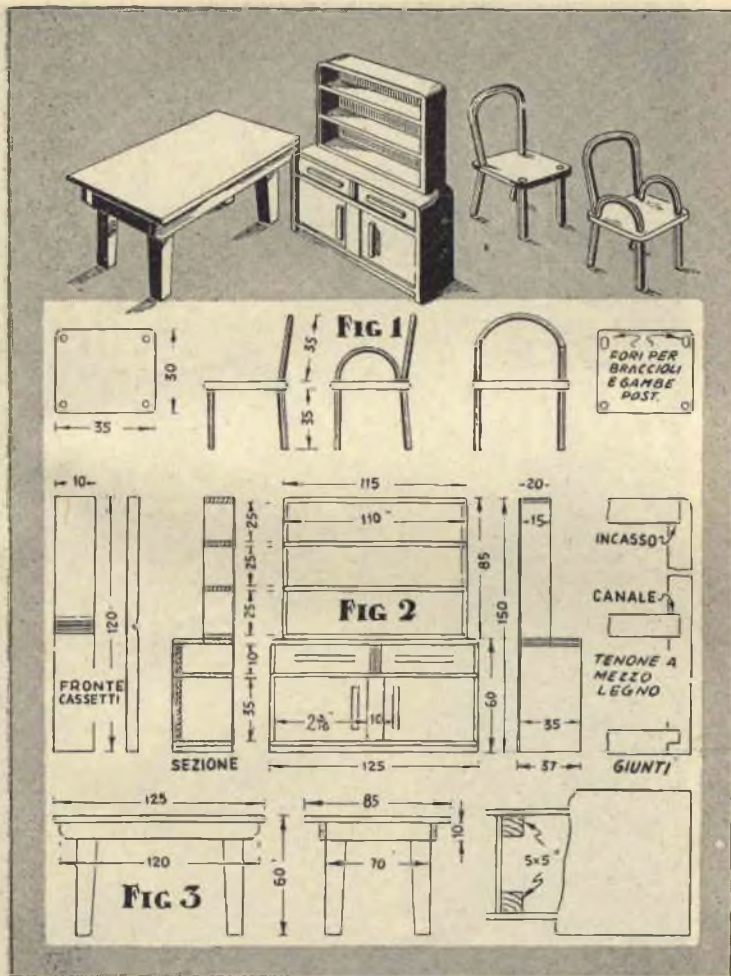 FIG 1
35
35
30
35
FORI PER
BRACCIOLI
E GAMBE
POST.
10
120
FRONTE
CASSETTI
25
25
25
10
35
SEZIONE
115
110
85
FIG 2
10
60
125
150
20
15
35
37
INCASSO
CANALE
TENONE A
MEZZO
LEGNO
GIUNTI
125
120
60
FIG 3
85
10
70
5×5